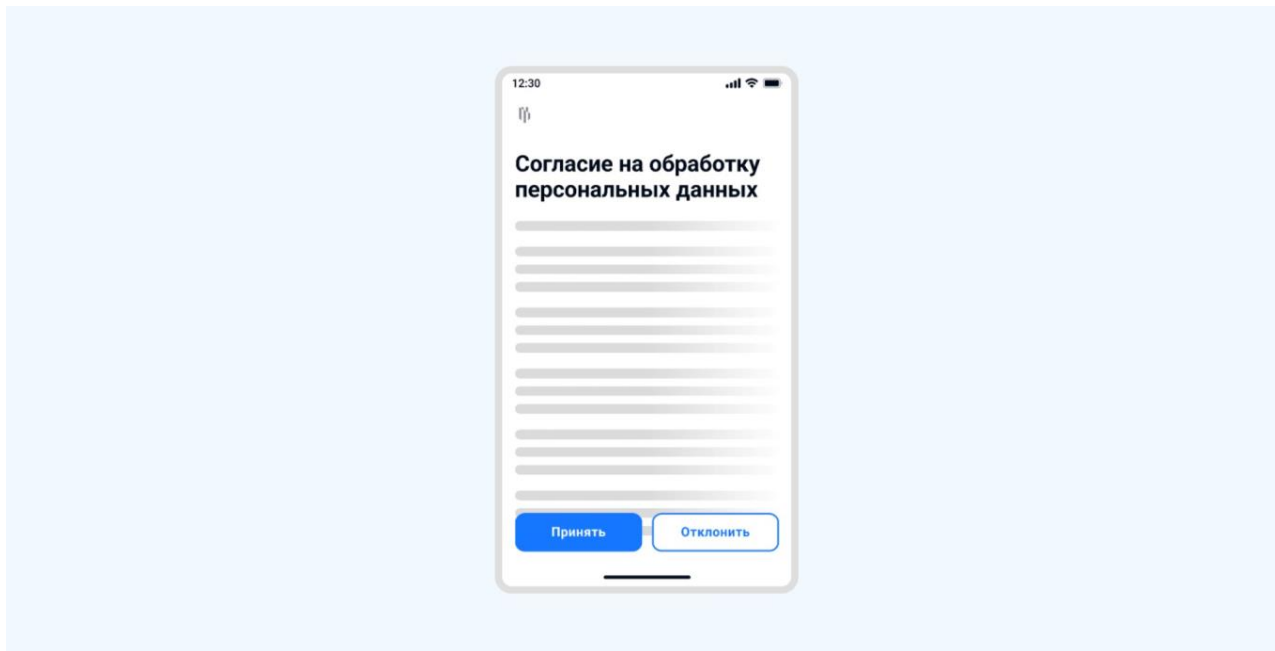 12:30
Согласие на обработку
персональных данных
Принять
Отклонить